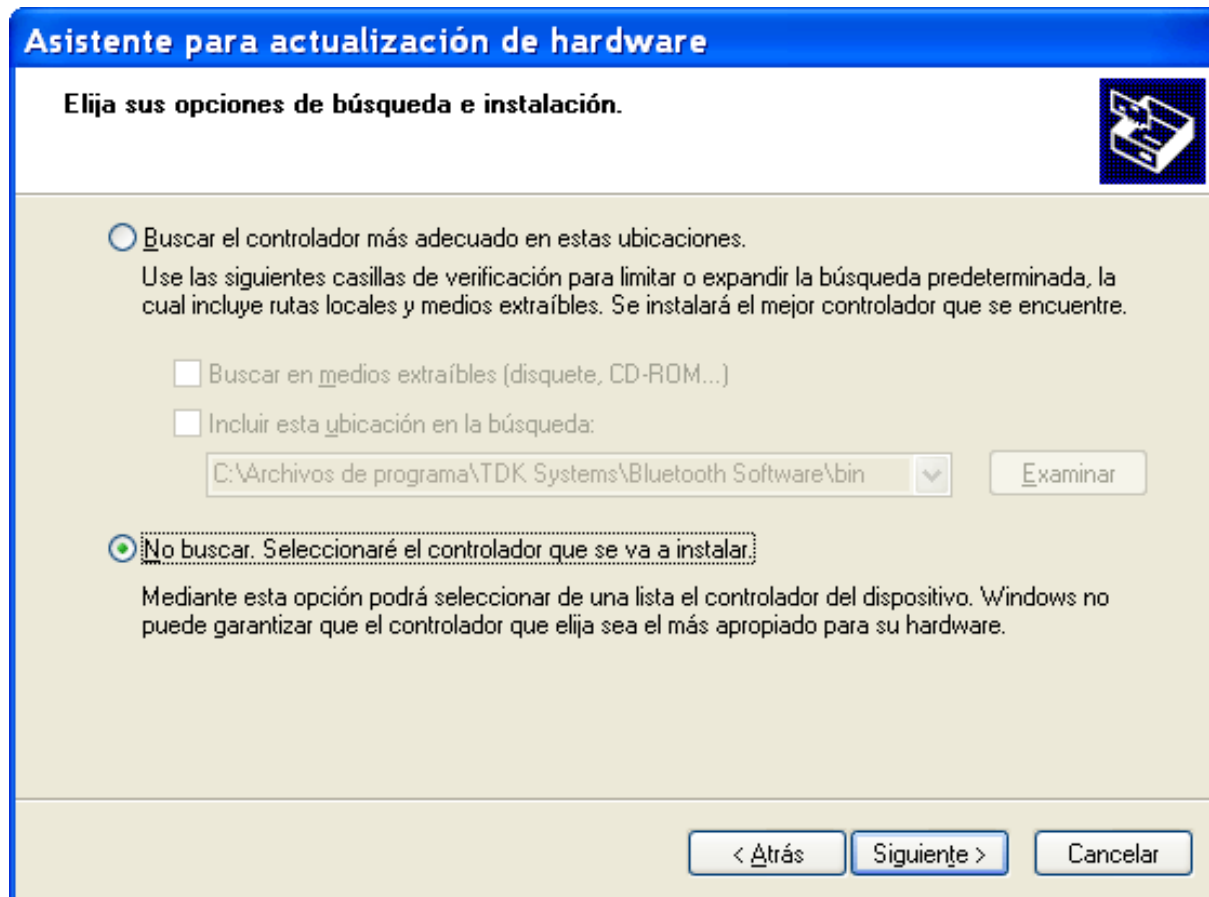 Asistente para actualización de hardware
Elija sus opciones de búsqueda e instalación.
Buscar el controlador más adecuado en estas ubicaciones.
Use las siguientes casillas de verificación para limitar o expandir la búsqueda predeterminada, la
cual incluye rutas locales y medios extraíbles. Se instalará el mejor controlador que se encuentre.
Buscar en medios extraíbles (disquete, CD-ROM...)
Incluir esta ubicación en la búsqueda:
C:\Archivos de programa\TDK Systems\Bluetooth Software\bin
Examinar
No buscar. Seleccionaré el controlador que se va a instalar.
Mediante esta opción podrá seleccionar de una lista el controlador del dispositivo. Windows no
puede garantizar que el controlador que elija sea el más apropiado para su hardware.
< Atrás
Siguiente >
Cancelar